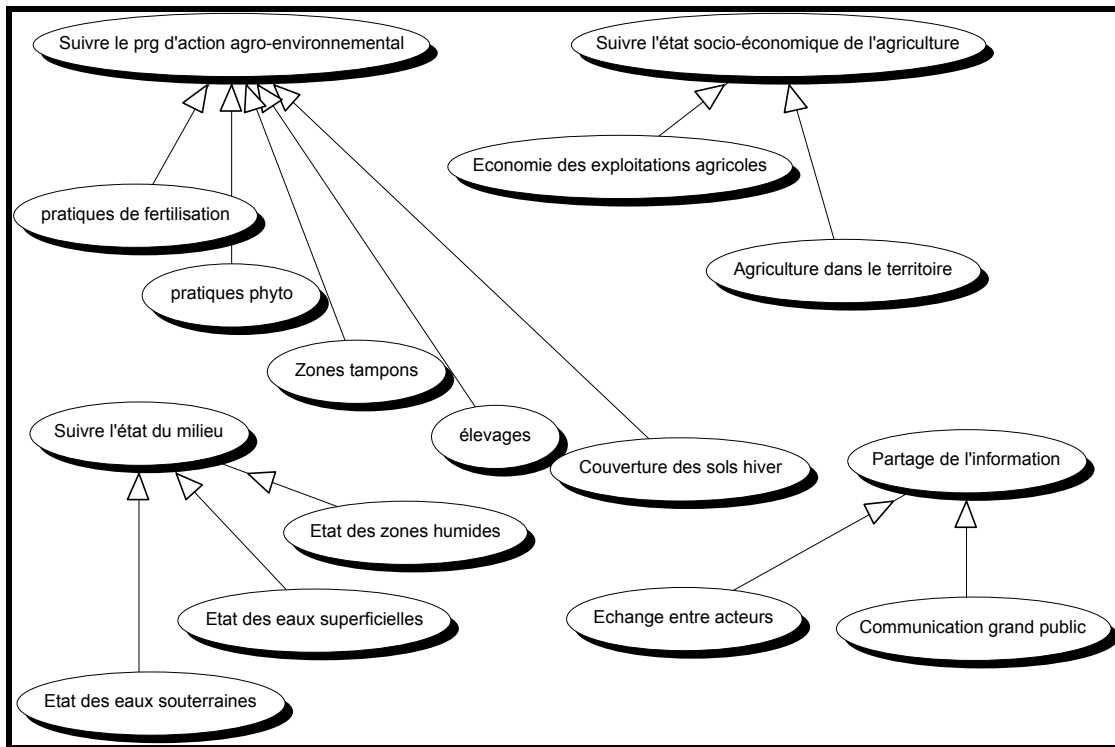 Suivre le prg d'action agro-environnemental
Suivre l'état socio-économique de l'agriculture
Economie des exploitations agricoles
pratiques de fertilisation
Agriculture dans le territoire
pratiques phyto
Zones tampons
Suivre l'état du milieu
élevages
Couverture des sols hiver
Partage de l'information
Etat des zones humides
Etat des eaux superficielles
Echange entre acteurs
Communication grand public
Etat des eaux souterraines